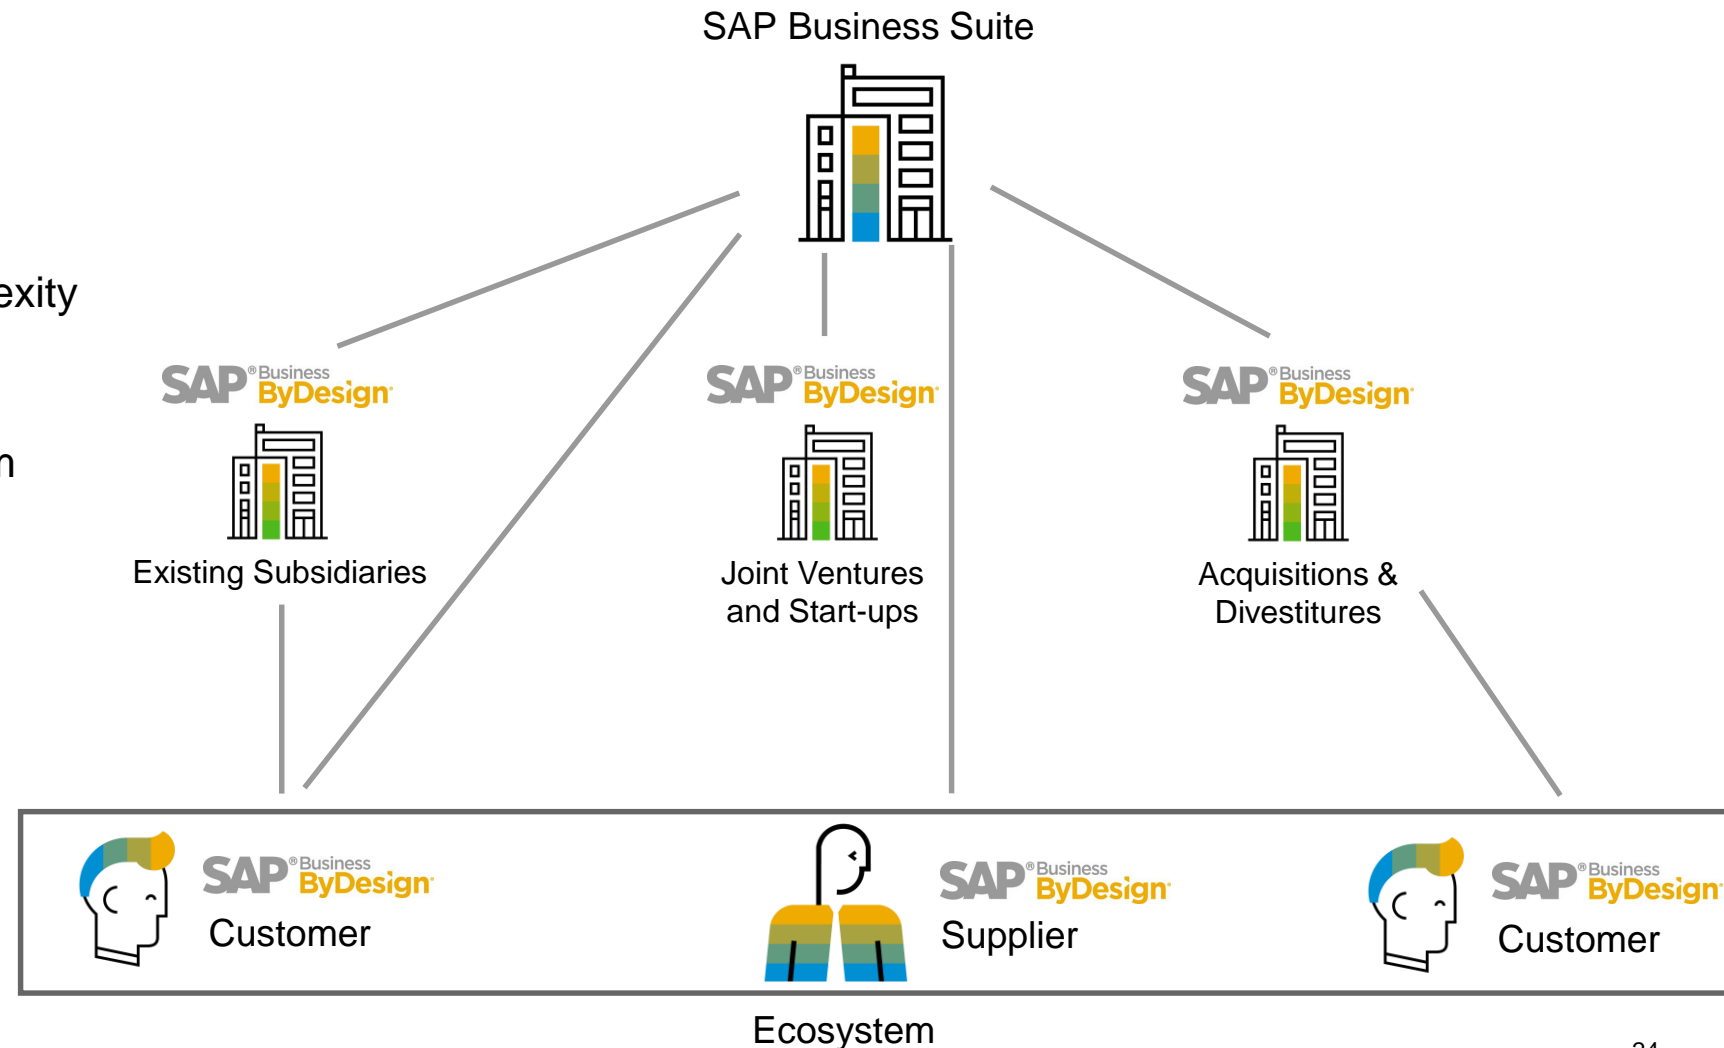 SAP Business Suite
exity
SAP® Business ByDesign
SAP® Business ByDesign
SAP® Business ByDesign
n
Existing Subsidiaries
Joint Ventures
and Start-ups
Acquisitions &
Divestitures
SAP® Business ByDesign
Customer
SAP® Business ByDesign
Supplier
SAP® Business ByDesign
Customer
Ecosystem